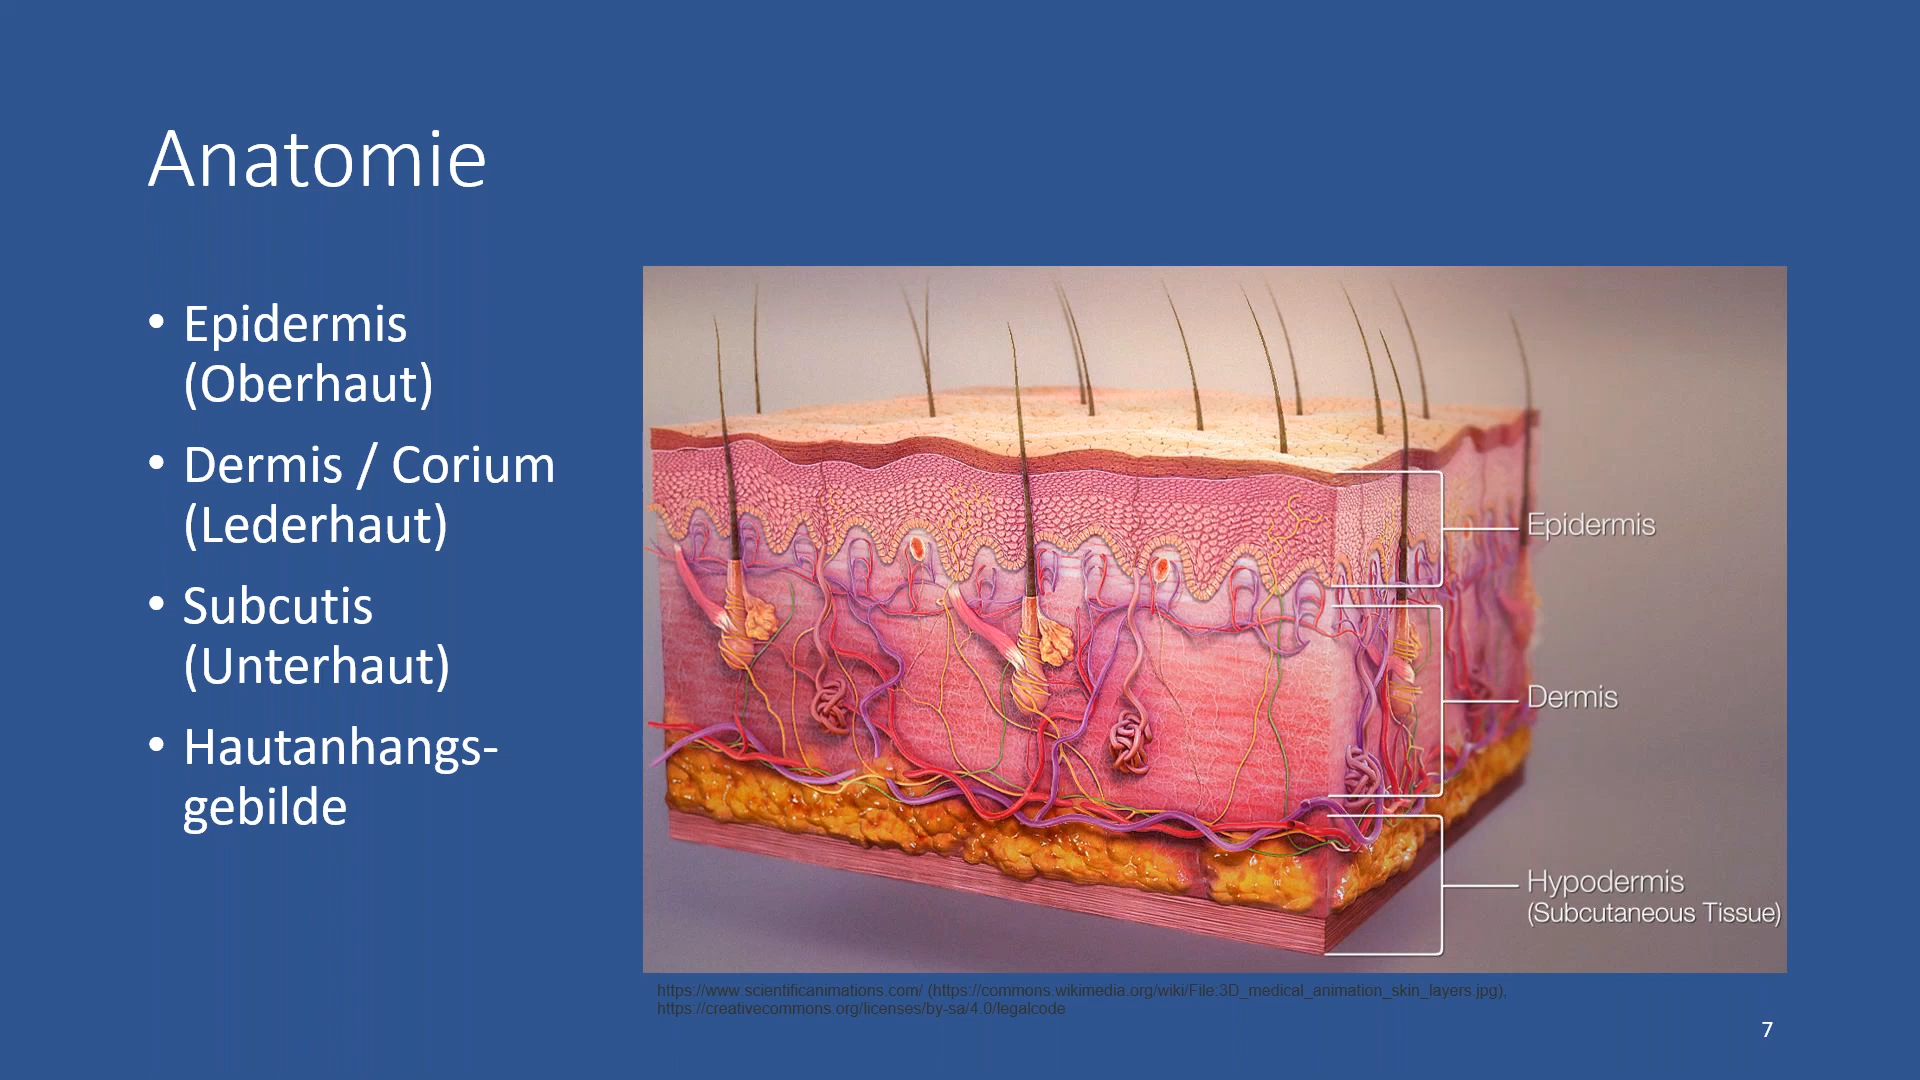 Anatomie
• Epidermis
(Oberhaut)
• Dermis / Corium
(Lederhaut)
• Subcutis
(Unterhaut)
• Hautanhangs-
gebilde
Epidermis
Dermis
Hypodermis
(Subcutaneous Tissue)
https://www.scientificanimations.com/ (https://commons.wikimedia.org/wiki/File:3D_medical_animation_skin_layers.jpg),
https://creativecommons.org/licenses/by-sa/4.0/legalcode
7